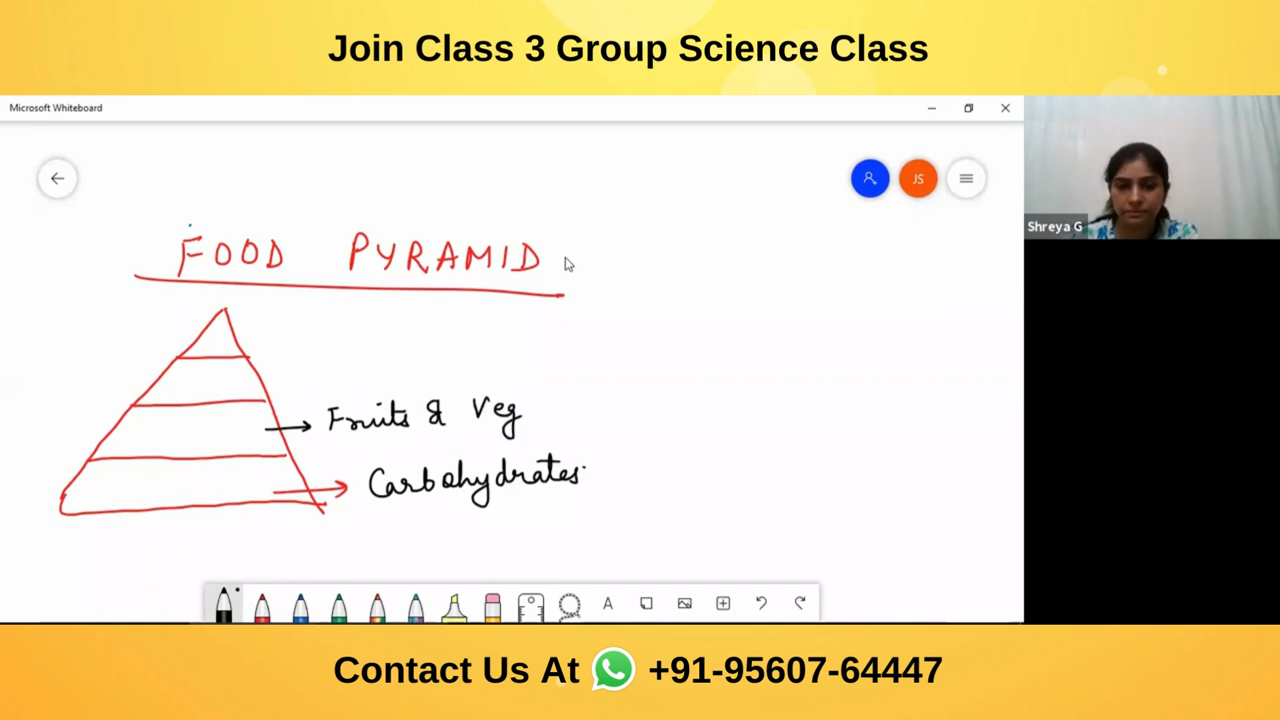 Join Class 3 Group Science Class
Microsoft Whiteboard
JS
Shreya G
FOOD PYRAMID
Fruits & Veg
Carbohydrates
A
Contact Us At +91-95607-64447